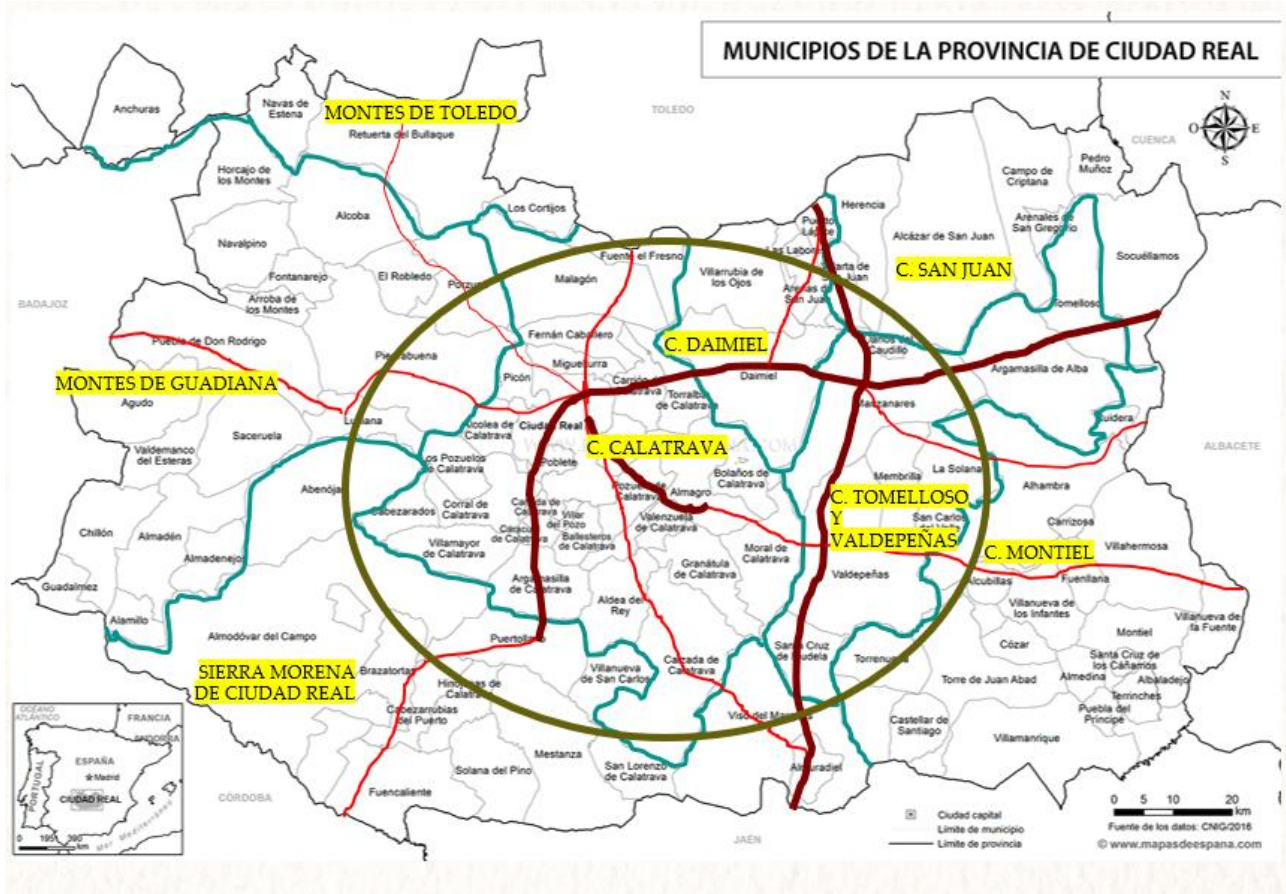 MUNICIPIOS DE LA PROVINCIA DE CIUDAD REAL
N
O
E
S
TOLEDO
CUENCA
BADAJOZ
ALBACETE
CÓRDOBA
JAÉN
MONTES DE TOLEDO
MONTES DE GUADIANA
C. DAIMIEL
C. SAN JUAN
C. CALATRAVA
C. TOMELLOSO
Y
VALDEPEÑAS
C. MONTIEL
SIERRA MORENA
DE CIUDAD REAL
Anchuras
Navas de
Estena
Retuerta del Bullaque
Horcajo de
los Montes
Alcoba
Los Cortijos
Navalpino
Fontanarejo
El Robledo
Arroba de
los Montes
Malagón
Fuente el Fresno
Villarrubia de
los Ojos
Las Labores
Herencia
Alcázar de San Juan
Campo de
Criptana
Pedro
Muñoz
Arenales de
San Gregorio
Socuéllamos
Tomelloso
Argamasilla de Alba
Ruidera
Puebla de Don Rodrigo
Piedrabuena
Picón
Fernán Caballero
Miguelturra
Torralba
de Calatrava
Daimiel
Manzanares
Agudo
Saceruela
Luciana
Valdemanco
del Esteras
Ciudad Real
Poblete
Los Pozuelos
de Calatrava
Abenójar
Cabezarados
Corral de
Calatrava
Villamayor
de Calatrava
Villar
del Pozo
Ballesteros
de Calatrava
Almagro
Bolaños de
Calatrava
Valenzuela
de Calatrava
Granátula
de Calatrava
Moral de
Calatrava
Membrilla
La Solana
Alhambra
Carrizosa
Villahermosa
Valdepeñas
Alcubillas
Fuenllana
Villanueva de
los Infantes
Villanueva de
la Fuente
Cózar
Montiel
Santa Cruz de
los Cáñamos
Albaladejo
Almedina
Terrinches
Puebla del
Príncipe
Torre de Juan Abad
Villamanrique
Castellar de
Santiago
Chillón
Almadén
Almadenejos
Guadalmez
Alamillo
Almodóvar del Campo
Argamasilla
de Calatrava
Aldea del
Rey
Brazatortas
Villanueva
de San Carlos
Calzada de
Calatrava
Cabezarrubias
del Puerto
Mestanza
Solana del Pino
Fuencaliente
San Lorenzo
de Calatrava
OCÉANO
ATLÁNTICO
FRANCIA
ANDORRA
ESPAÑA
Madrid
PORTUGAL
CIUDAD REAL
Mar Mediterráneo
km
Ciudad capital
Límite de municipio
Límite de provincia
0 5 10 20
km
Fuente de los datos: CNIG/2016
© www.mapasdeespana.com